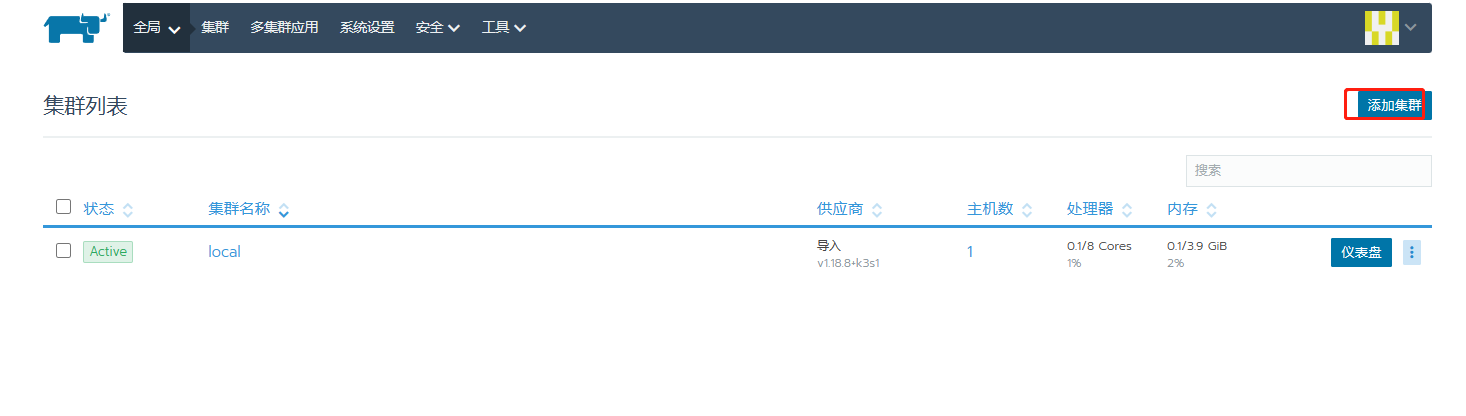 全局 集群 多集群应用 系统设置 安全 工具
集群列表 添加集群
搜索
状态 集群名称 供应商 主机数 处理器 内存
Active local 导入 1 0.1/8 Cores 0.1/3.9 GiB 仪表盘
v1.18.8+k3s1 1% 2%